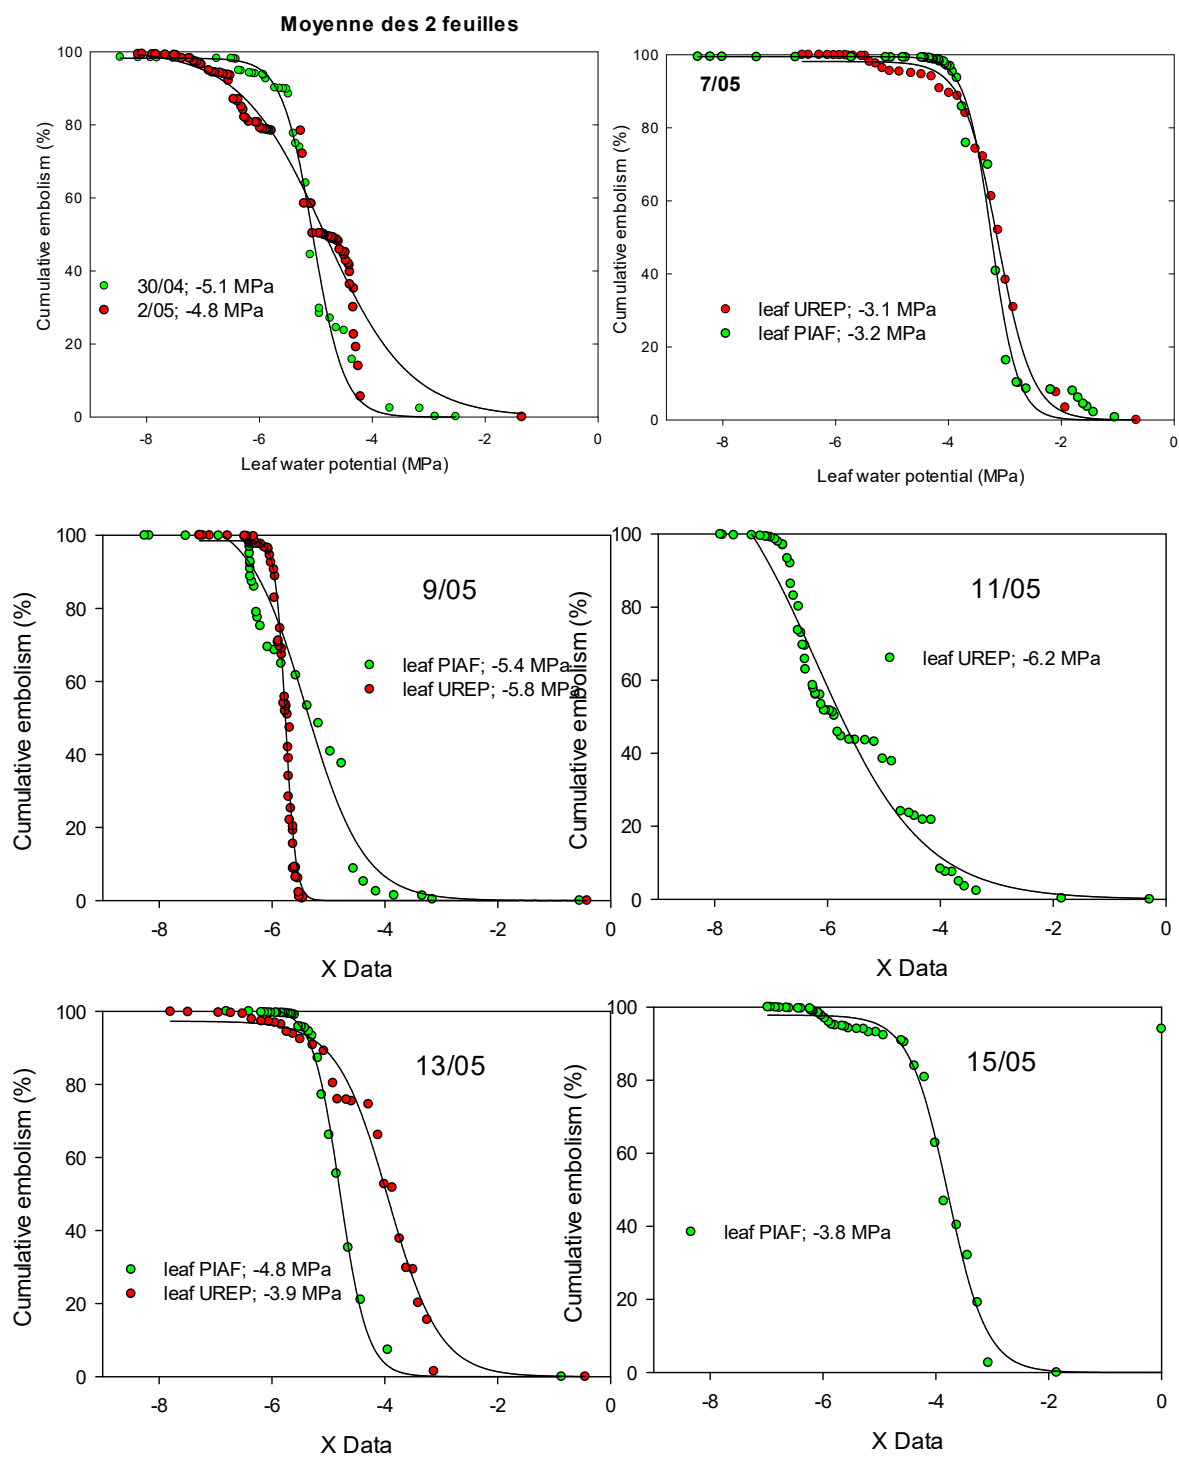 Moyenne des 2 feuilles
Cumulative embolism (%)
100
80
60
40
20
0
30/04; -5.1 MPa
2/05; -4.8 MPa
-8 -6 -4 -2 0
Leaf water potential (MPa)
Cumulative embolism (%)
100
80
60
40
20
0
7/05
leaf UREP; -3.1 MPa
leaf PIAF; -3.2 MPa
-8 -6 -4 -2 0
Leaf water potential (MPa)
Cumulative embolism (%)
100
80
60
40
20
0
9/05
leaf PIAF; -5.4 MPa
leaf UREP; -5.8 MPa
-8 -6 -4 -2 0
X Data
Cumulative embolism (%)
100
80
60
40
20
0
11/05
leaf UREP; -6.2 MPa
-8 -6 -4 -2 0
X Data
Cumulative embolism (%)
100
80
60
40
20
0
13/05
leaf PIAF; -4.8 MPa
leaf UREP; -3.9 MPa
-8 -6 -4 -2 0
X Data
Cumulative embolism (%)
100
80
60
40
20
0
15/05
leaf PIAF; -3.8 MPa
-8 -6 -4 -2 0
X Data